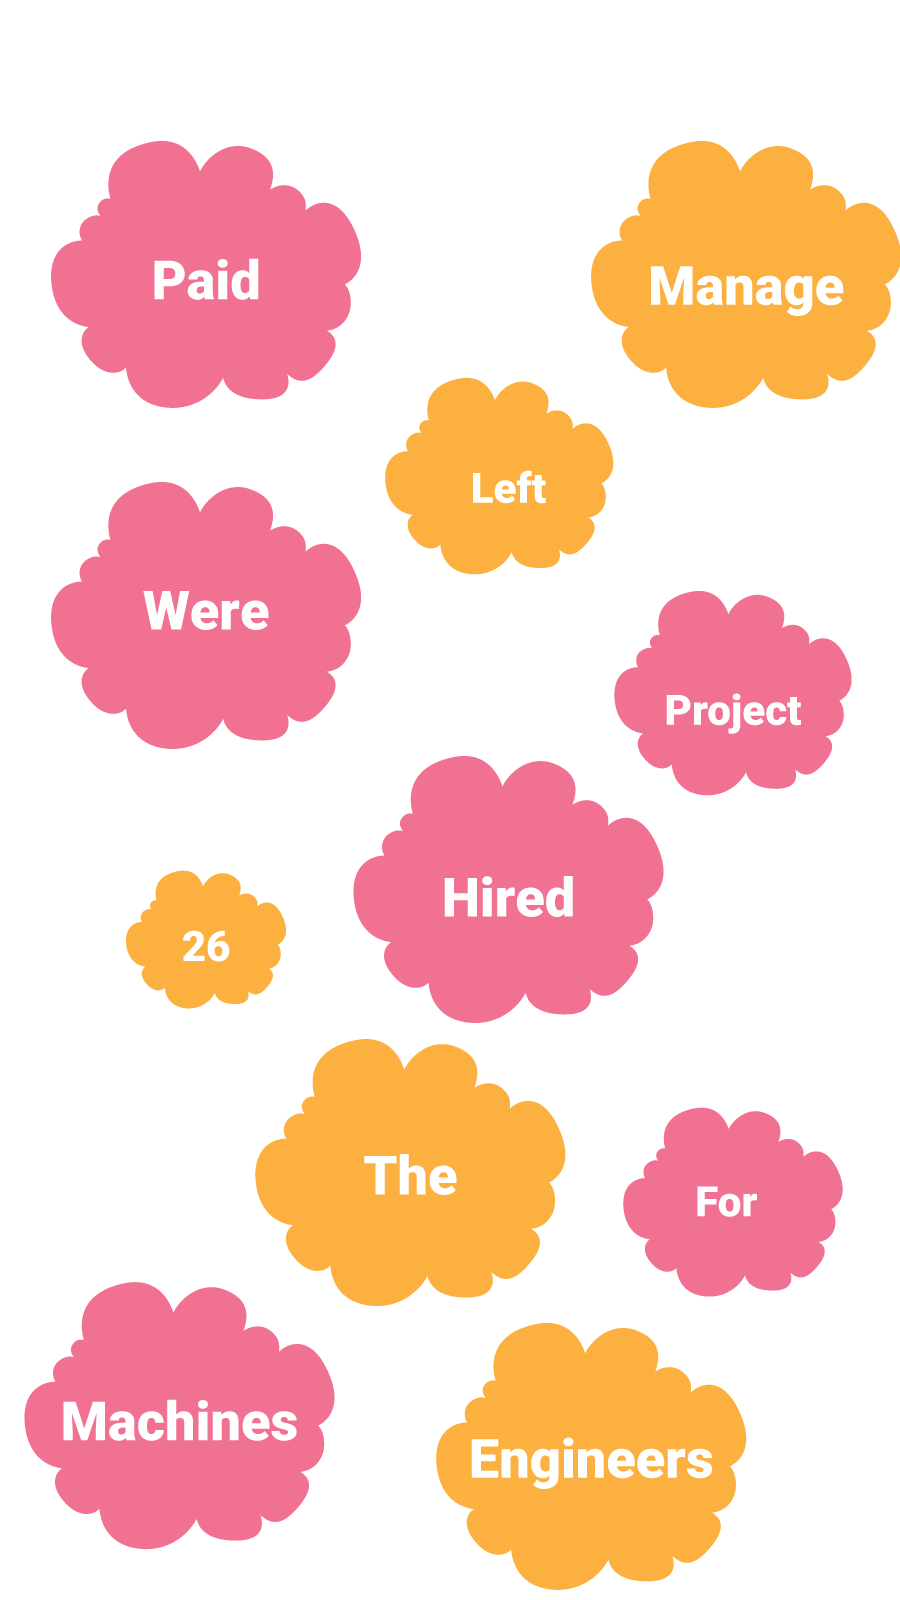 Paid
Manage
Left
Were
Project
Hired
26
The
For
Machines
Engineers